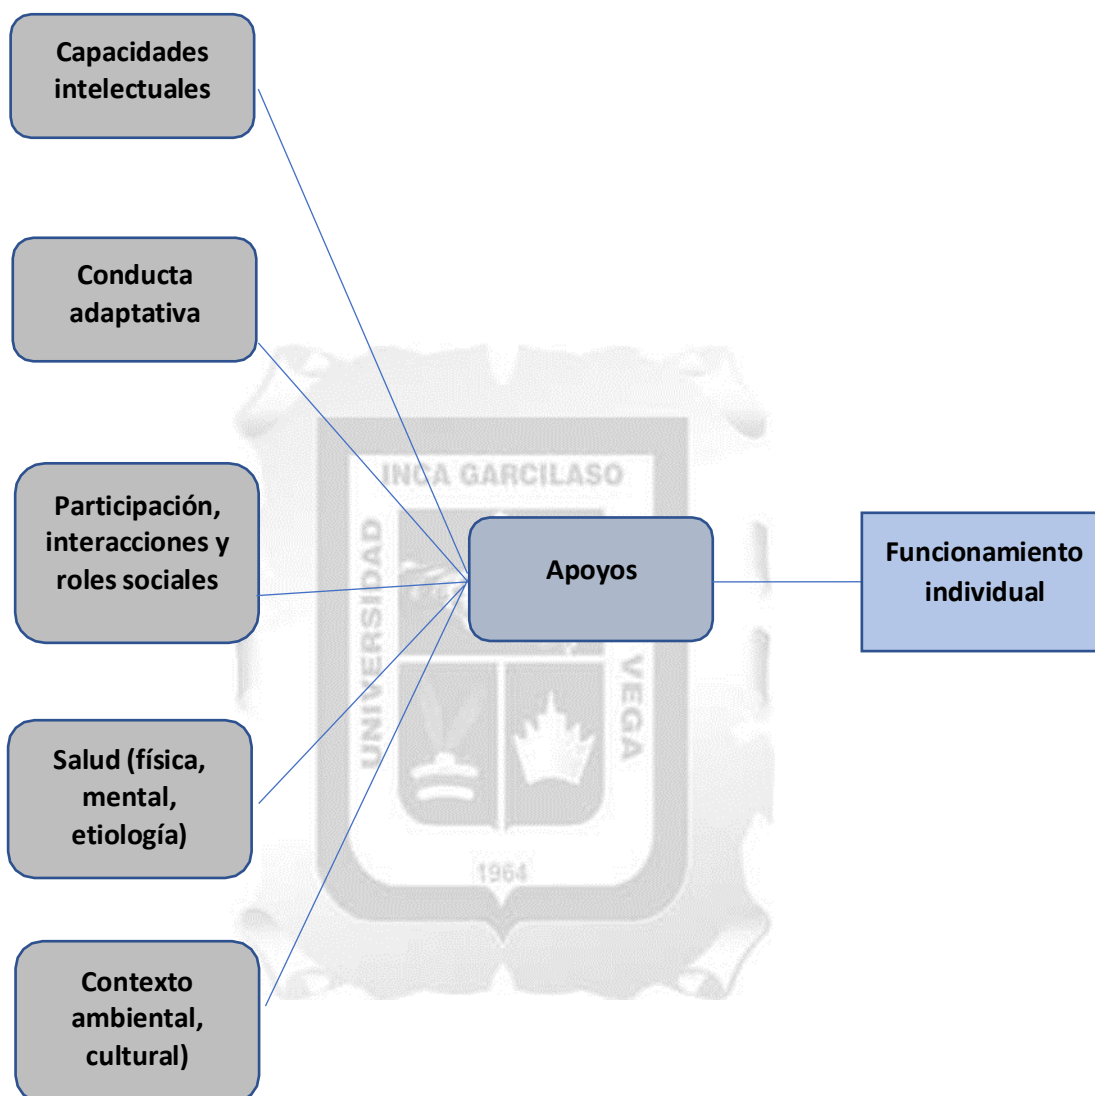 Capacidades
intelectuales
Conducta
adaptativa
Participación,
interacciones y
roles sociales
Salud (física,
mental,
etiología)
Contexto
ambiental,
cultural)
Apoyos
Funcionamiento
individual
INCA GARCILASO
UNIVERSIDAD
VEGA
1964